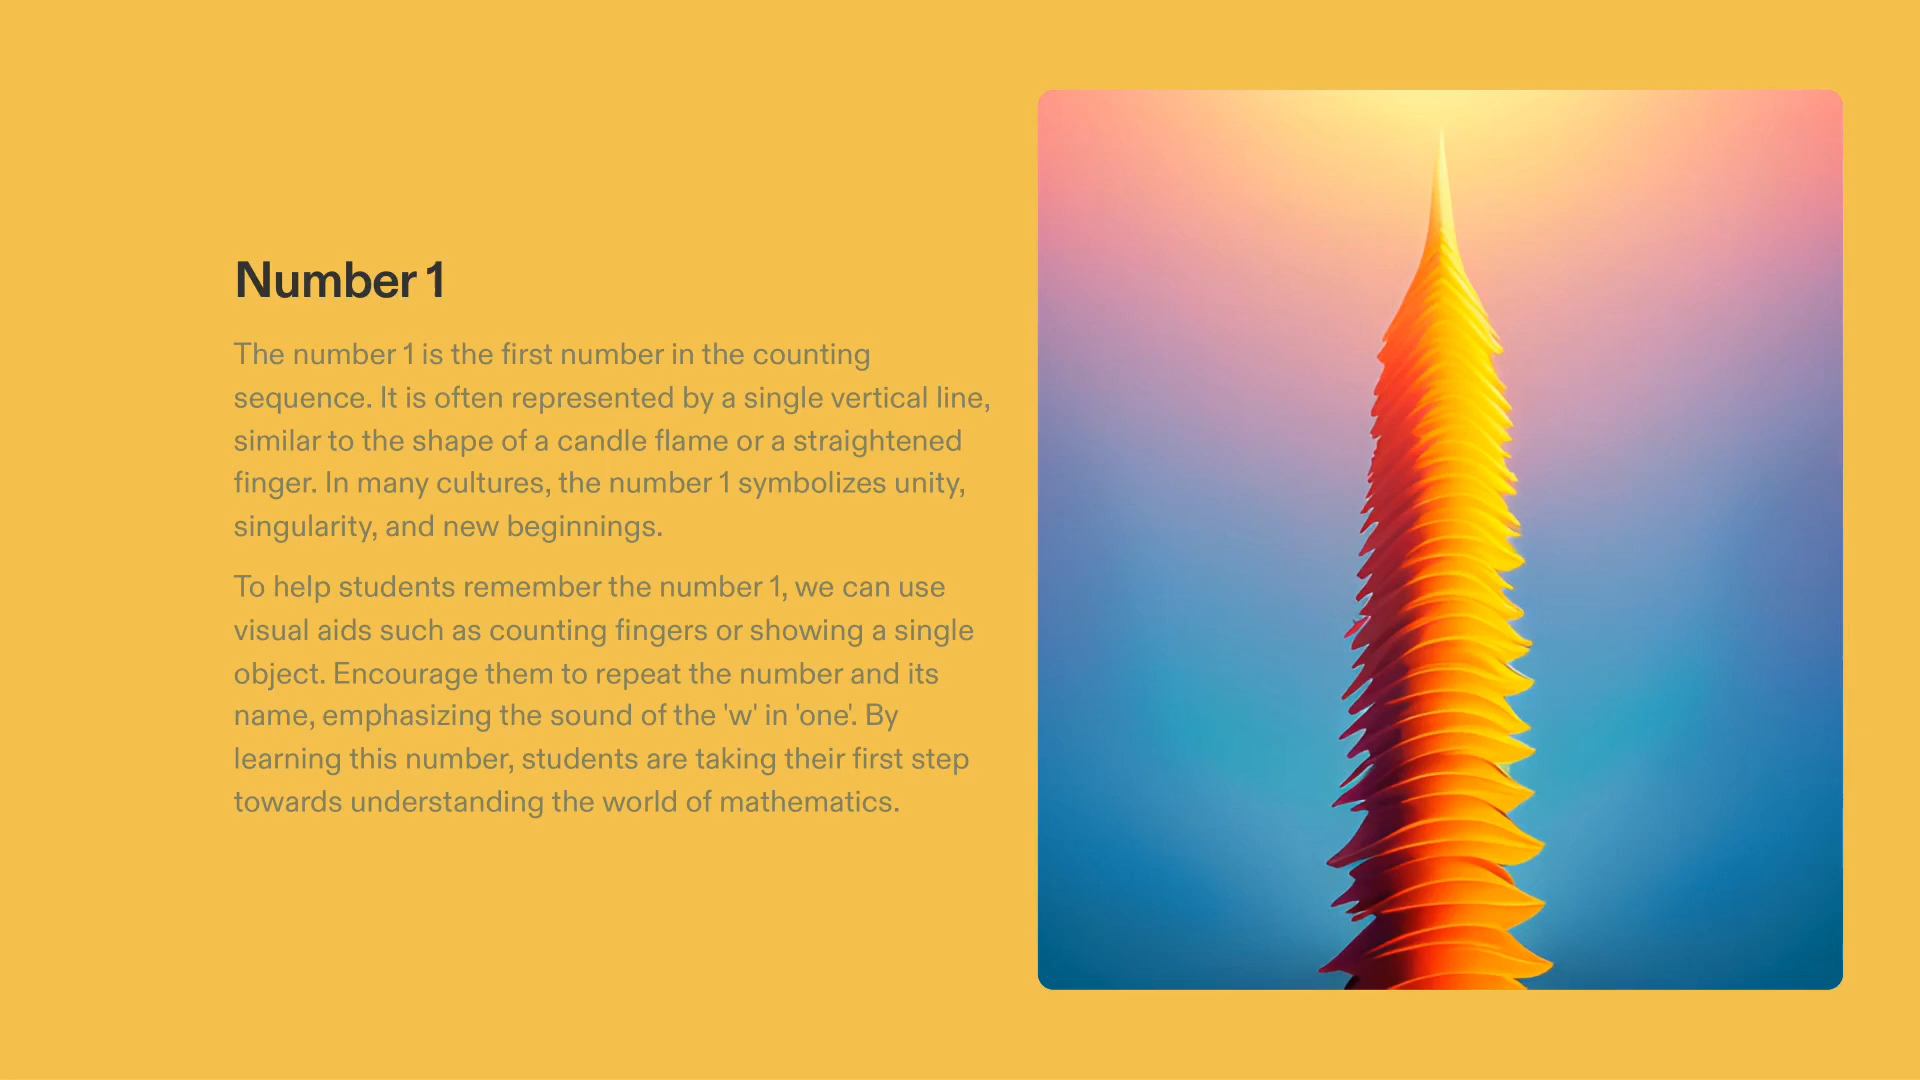 Number 1
The number 1 is the first number in the counting
sequence. It is often represented by a single vertical line,
similar to the shape of a candle flame or a straightened
finger. In many cultures, the number 1 symbolizes unity,
singularity, and new beginnings.
To help students remember the number 1, we can use
visual aids such as counting fingers or showing a single
object. Encourage them to repeat the number and its
name, emphasizing the sound of the 'w' in 'one'. By
learning this number, students are taking their first step
towards understanding the world of mathematics.